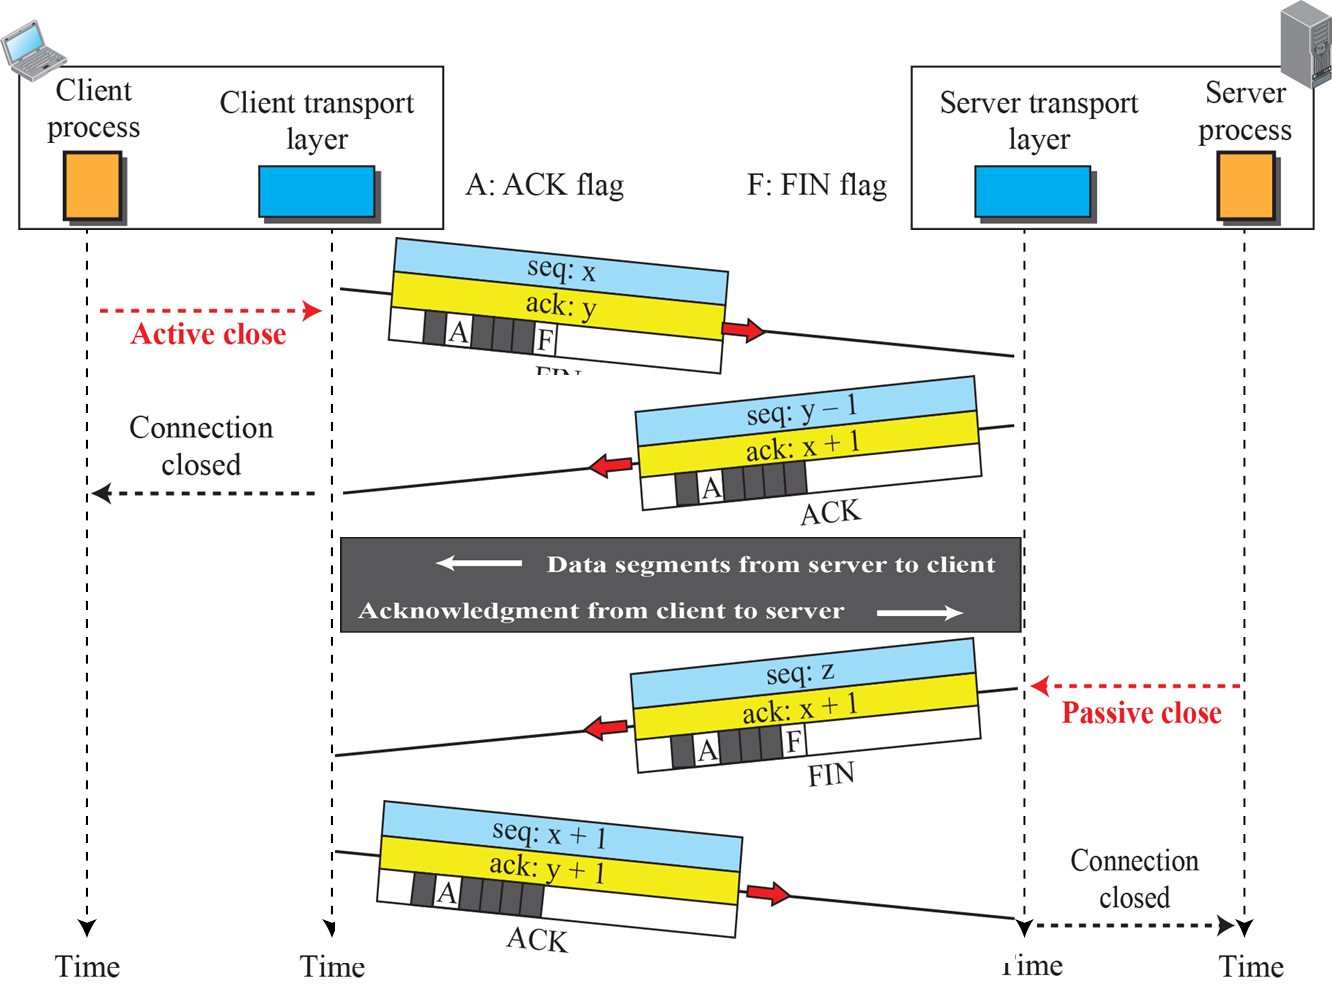 Client
process
Client transport
layer
Server transport
layer
Server
process
A: ACK flag
F: FIN flag
seq: x
ack: y
A
F
Active close
seq: y – 1
ack: x + 1
A
ACK
Connection
closed
Data segments from server to client
Acknowledgment from client to server
seq: z
ack: x + 1
A
F
FIN
Passive close
seq: x + 1
ack: y + 1
A
ACK
Connection
closed
Time
Time
Time
Time